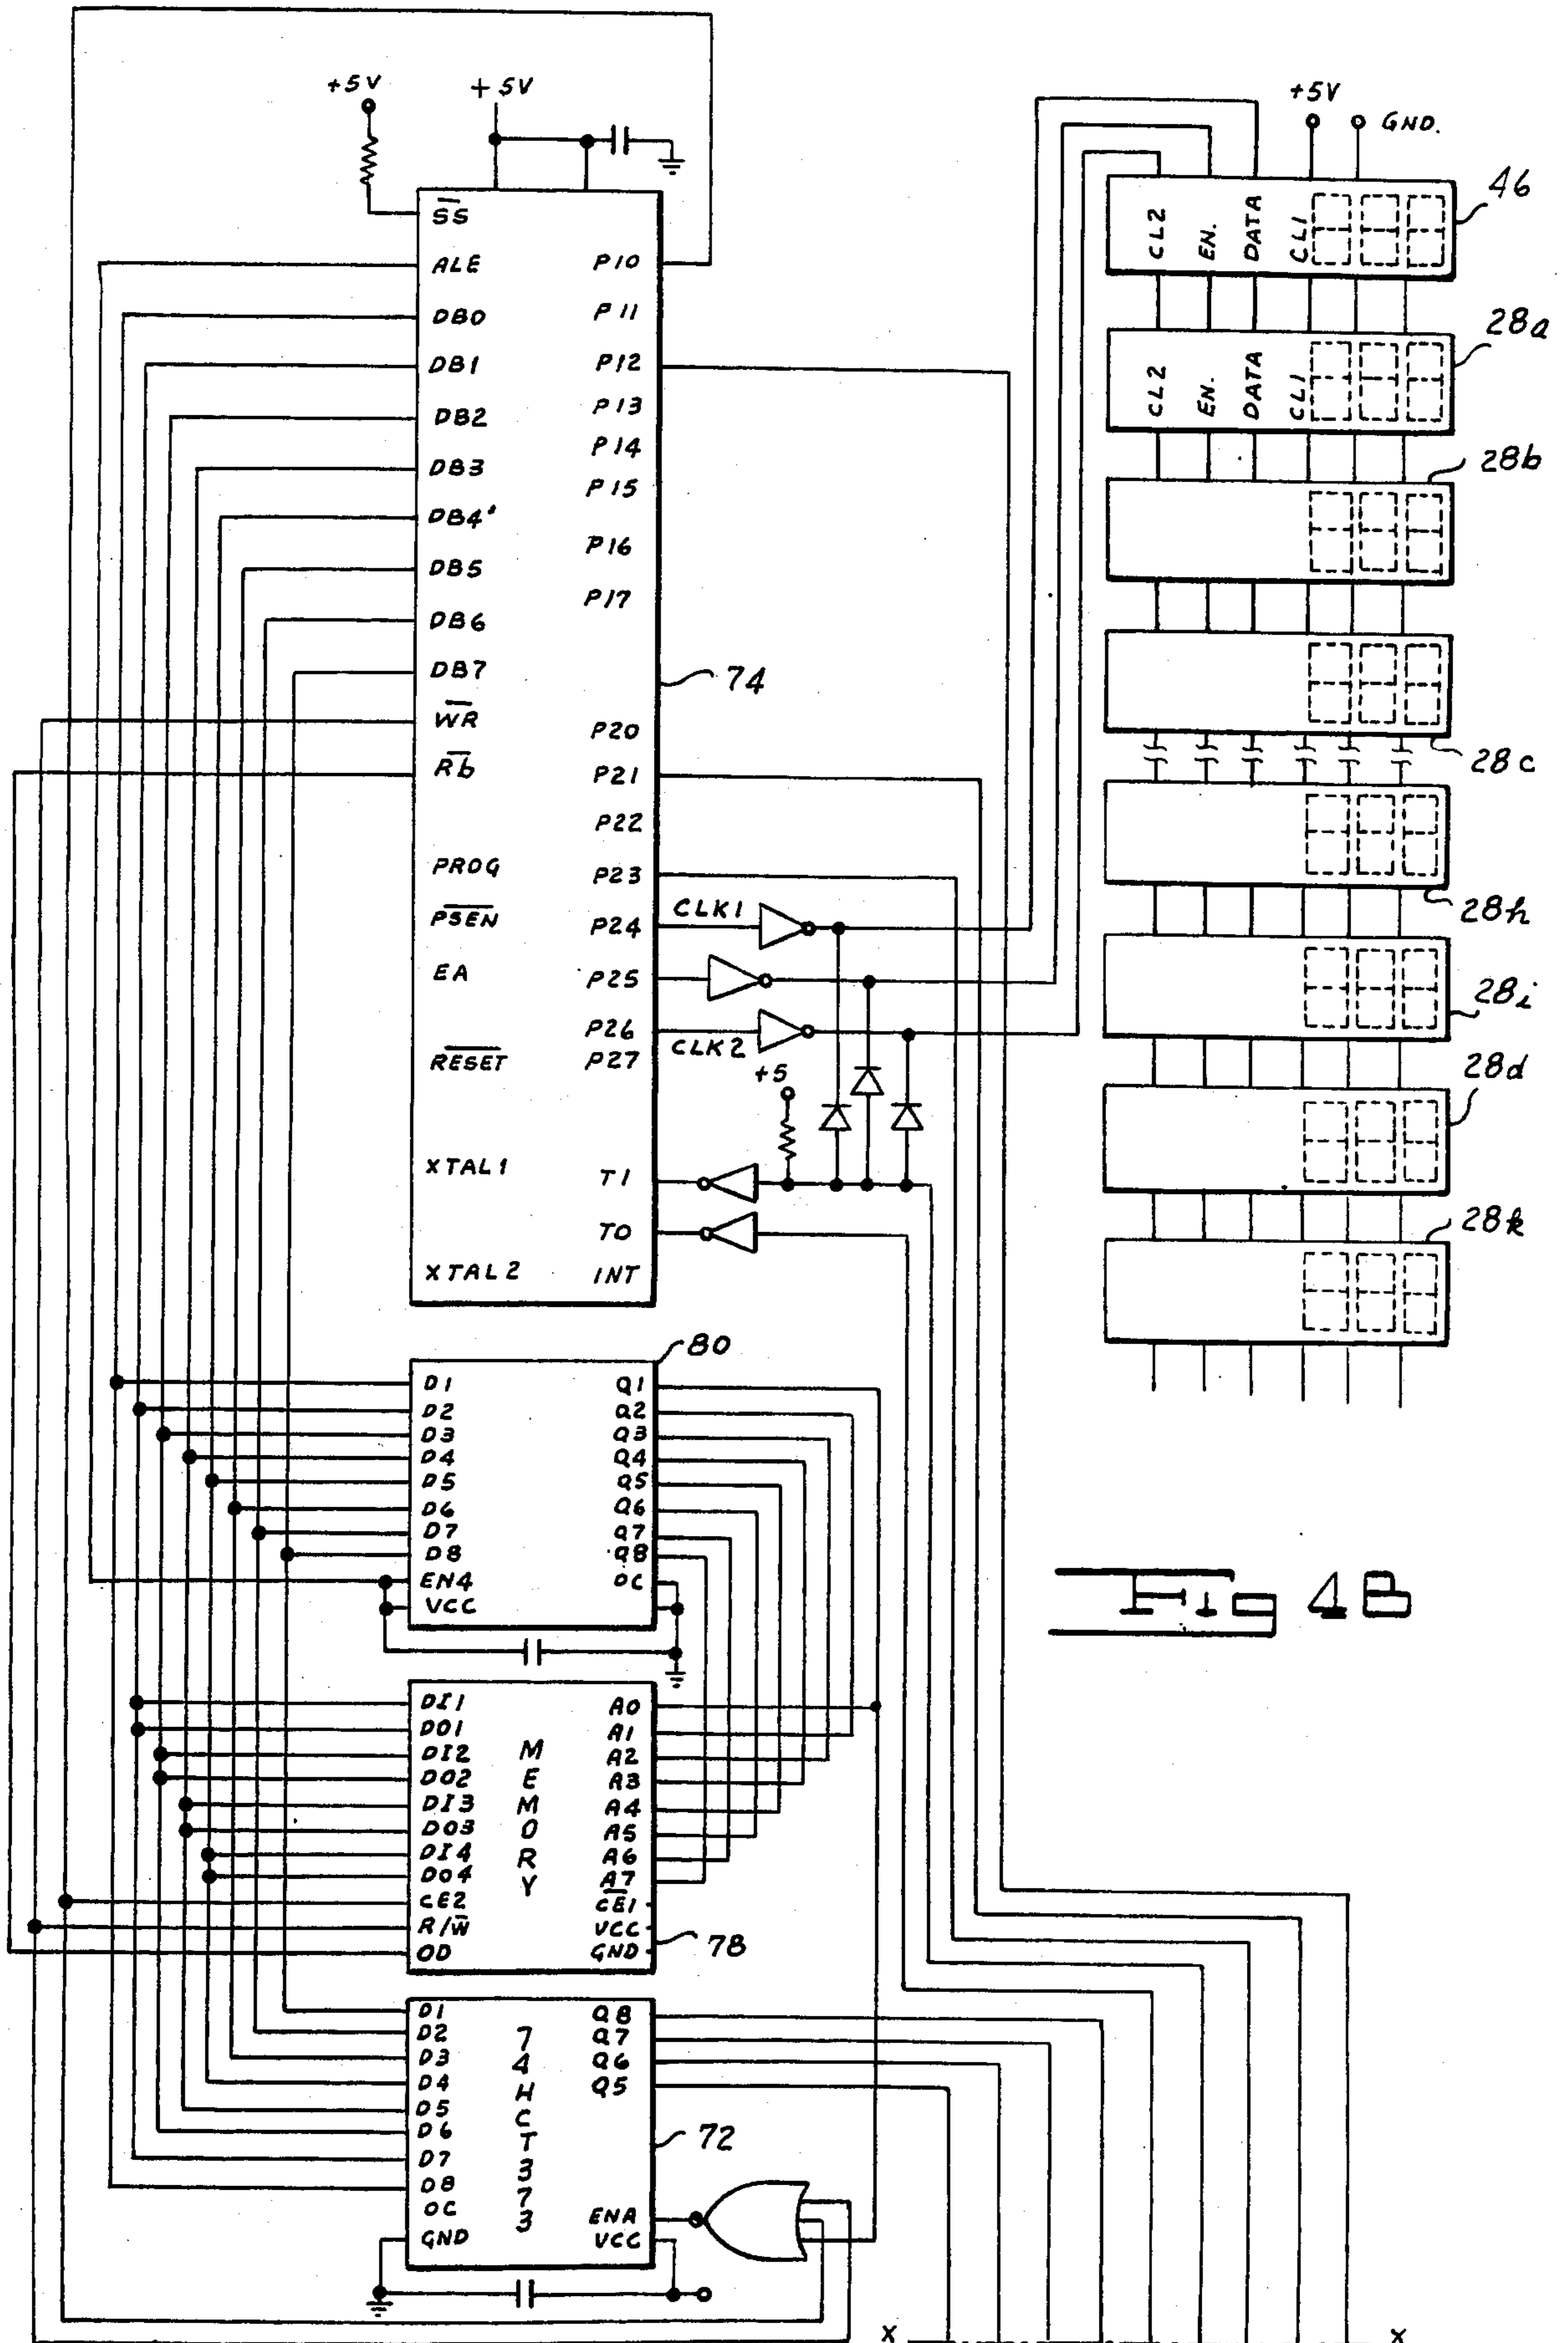 +5V
+5V
+5V
GND.
46
CL2
EN.
DATA
CL1
28a
CL2
EN.
DATA
CL1
28b
28c
28h
28i
28d
28k
S̅S̅
ALE
DB0
DB1
DB2
DB3
DB4'
DB5
DB6
DB7
W̅R̅
R̅b̅
PROG
P̅S̅E̅N̅
EA
R̅E̅S̅E̅T̅
XTAL1
XTAL2
P10
P11
P12
P13
P14
P15
P16
P17
74
P20
P21
P22
P23
P24
P25
P26
P27
T1
T0
INT
CLK1
CLK2
+5
80
D1
D2
D3
D4
D5
D6
D7
D8
EN4
VCC
Q1
Q2
Q3
Q4
Q5
Q6
Q7
Q8
OC
Fig 4B
DI1
DO1
DI2
DO2
DI3
DO3
DI4
DO4
CE2
R/W̅
OD
MEMORY
A0
A1
A2
A3
A4
A5
A6
A7
C̅E̅1
VCC
GND
78
D1
D2
D3
D4
D5
D6
D7
D8
OC
GND
74HCT373
Q8
Q7
Q6
Q5
72
ENA
VCC
X
X